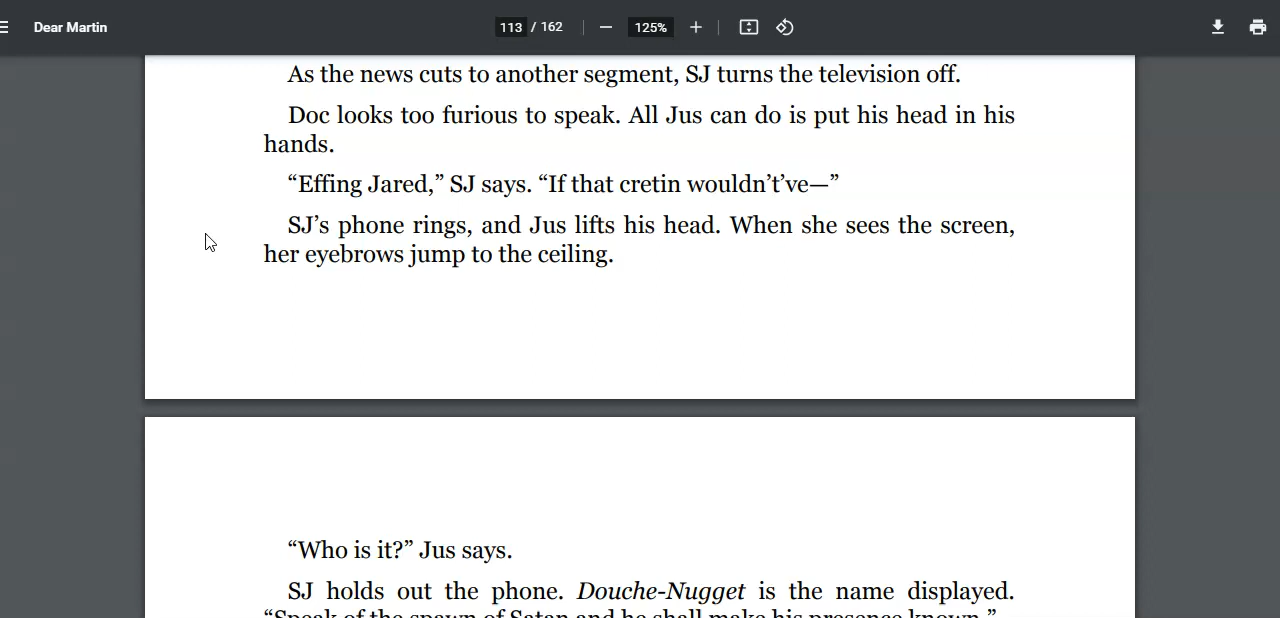 Dear Martin
113 / 162
125%
As the news cuts to another segment, SJ turns the television off.
Doc looks too furious to speak. All Jus can do is put his head in his
hands.
“Effing Jared,” SJ says. “If that cretin wouldn’t’ve—”
SJ’s phone rings, and Jus lifts his head. When she sees the screen,
her eyebrows jump to the ceiling.
“Who is it?” Jus says.
SJ holds out the phone. Douche-Nugget is the name displayed.
“Speak of the spawn of Satan and he shall make his presence known.”